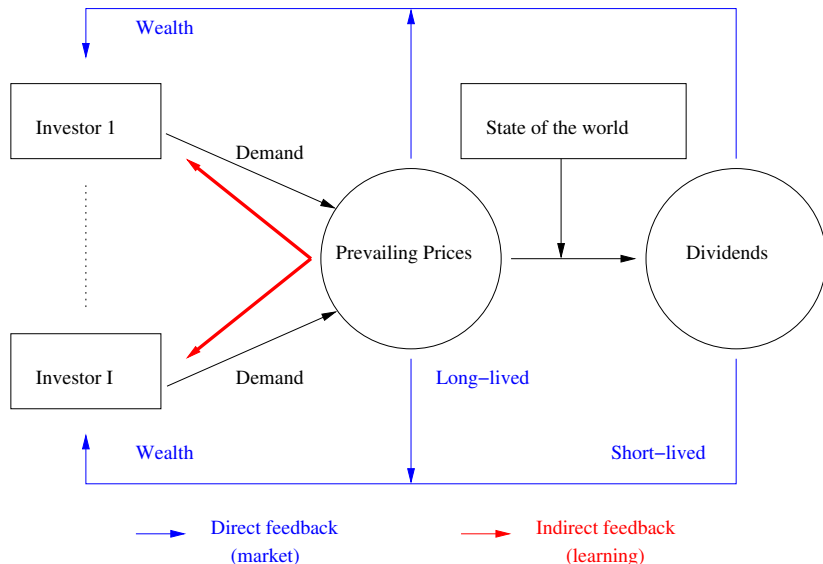 Wealth
Investor 1
State of the world
Demand
Prevailing Prices
Dividends
Investor I
Demand
Long−lived
Wealth
Short−lived
Direct feedback
(market)
Indirect feedback
(learning)